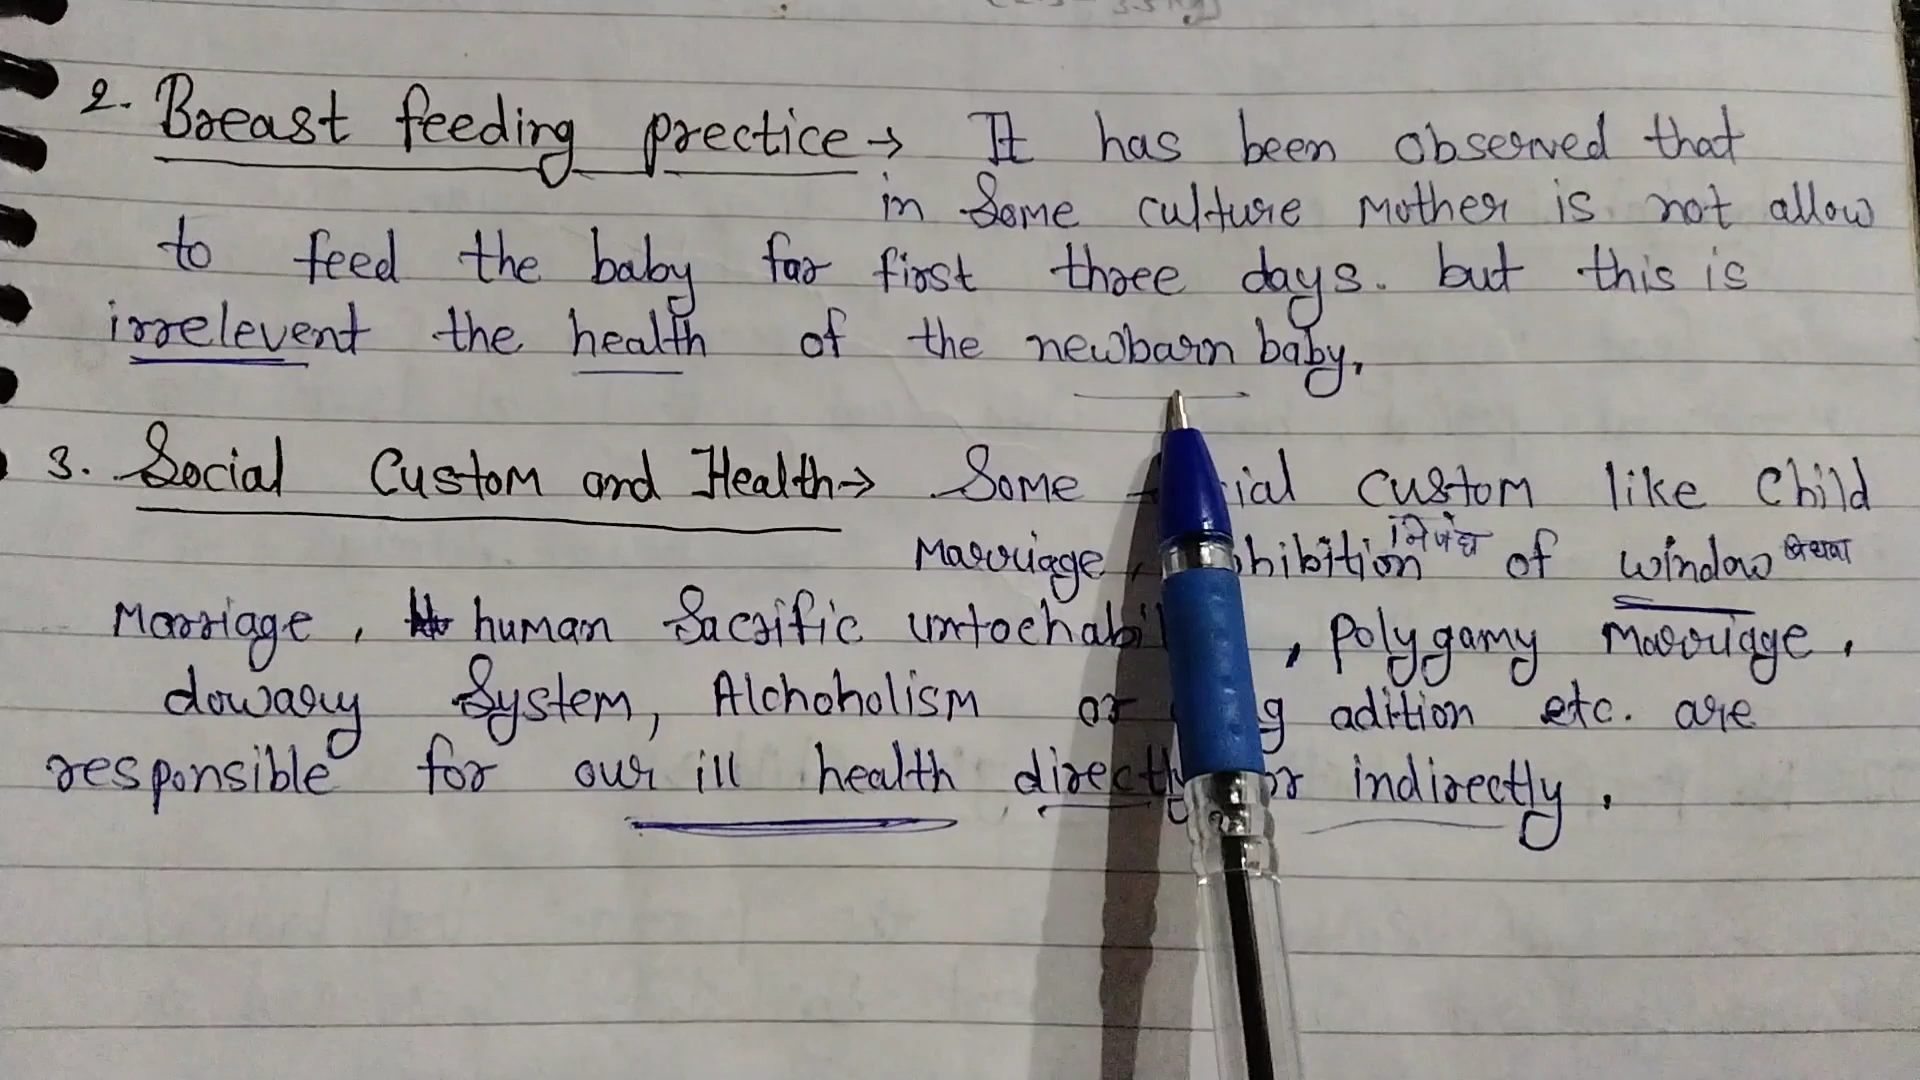 2. Breast feeding prectice → It has been observed that
in Some culture Mother is not allow
to feed the baby for first three days. but this is
irrelevent the health of the newbarn baby.
3. Social Custom and Health → Some ial custom like Child
Marriage, hibition निषेध of window विधवा
Marriage, human Sacrific untochabil , Polygamy Marriage,
dowary System, Alchoholism or g adition etc. are
responsible for our ill health directly or indirectly.